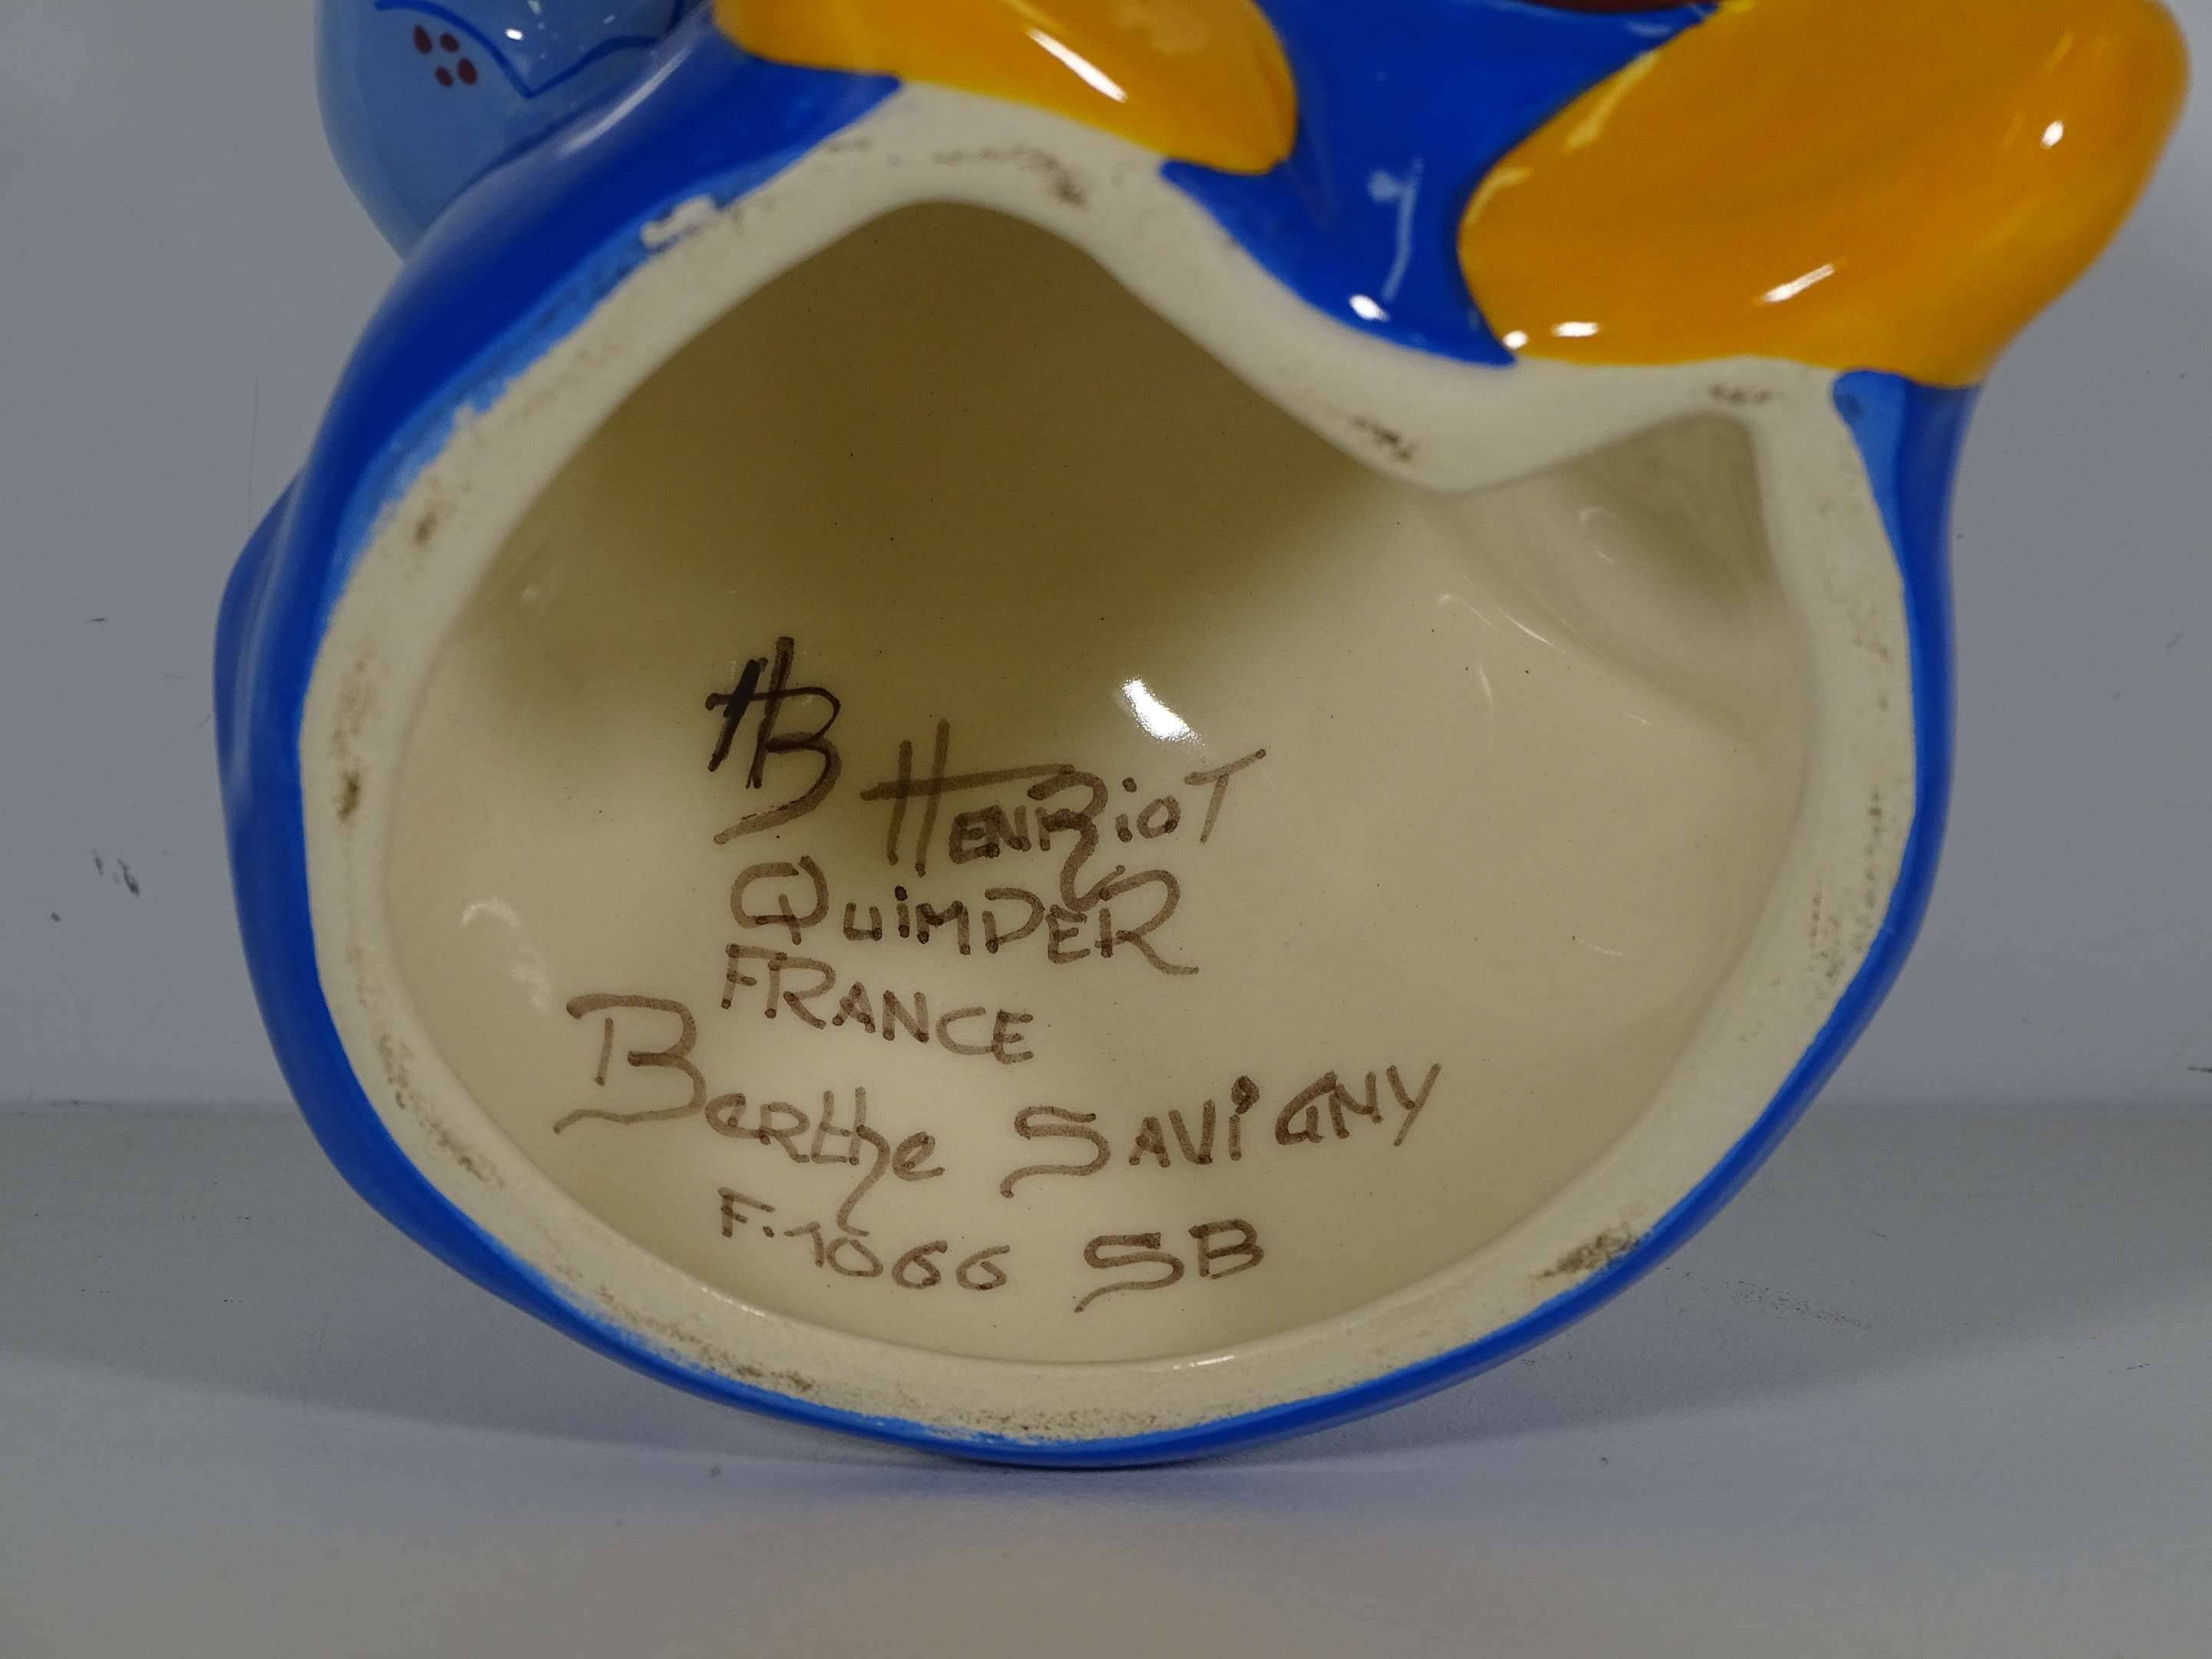 HB HENRiOT
QUiMPER
FRANCE
BERthe SAViGNY
F.1066 SB